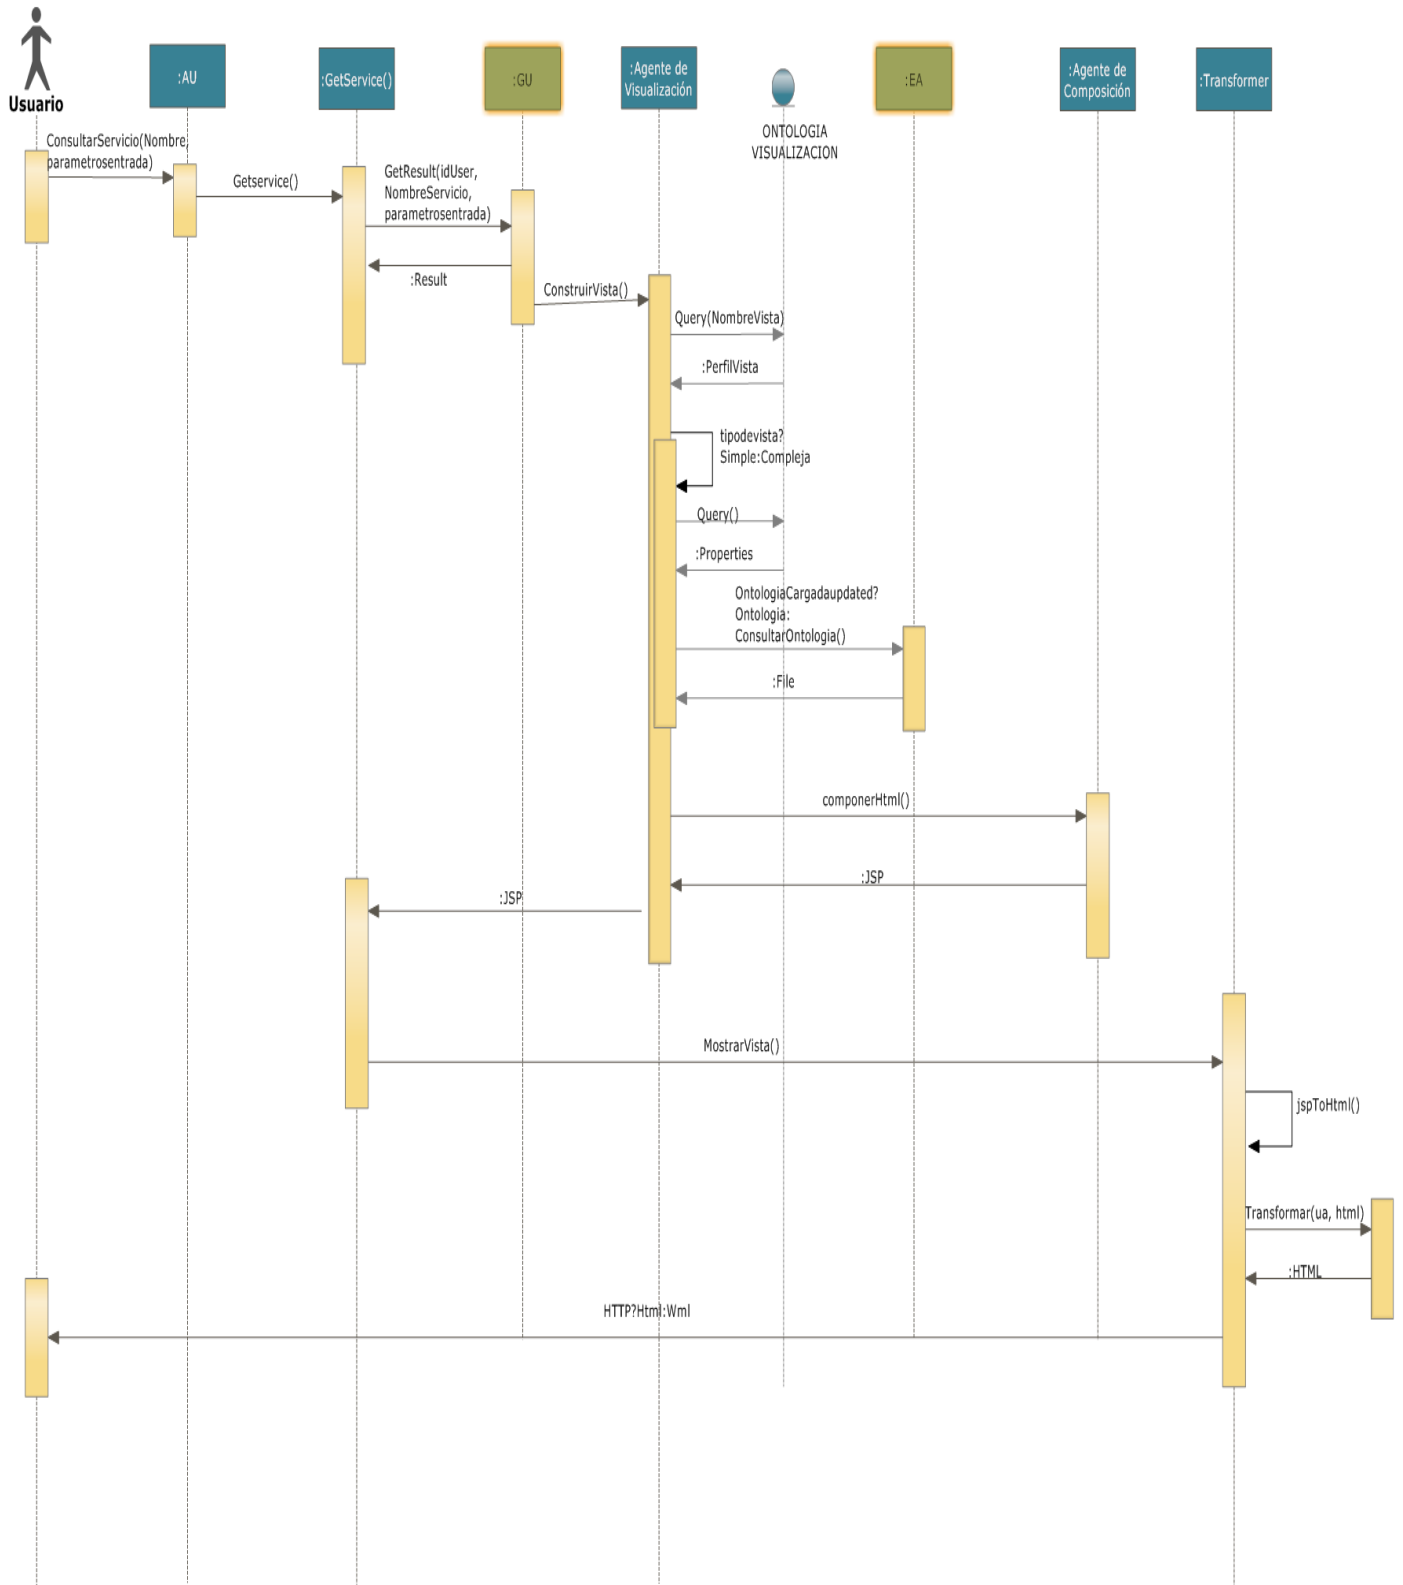 Usuario
:AU
:GetService()
:GU
:Agente de
Visualización
ONTOLOGIA
VISUALIZACION
:EA
:Agente de
Composición
:Transformer
ConsultarServicio(Nombre,
parametrosentrada)
Getservice()
GetResult(idUser,
NombreServicio,
parametrosentrada)
:Result
ConstruirVista()
Query(NombreVista)
:PerfilVista
tipodevista?
Simple:Compleja
Query()
:Properties
OntologiaCargadaupdated?
Ontologia:
ConsultarOntologia()
:File
componerHtml()
:JSP
:JSP
MostrarVista()
jspToHtml()
Transformar(ua, html)
:HTML
HTTP?Html:Wml